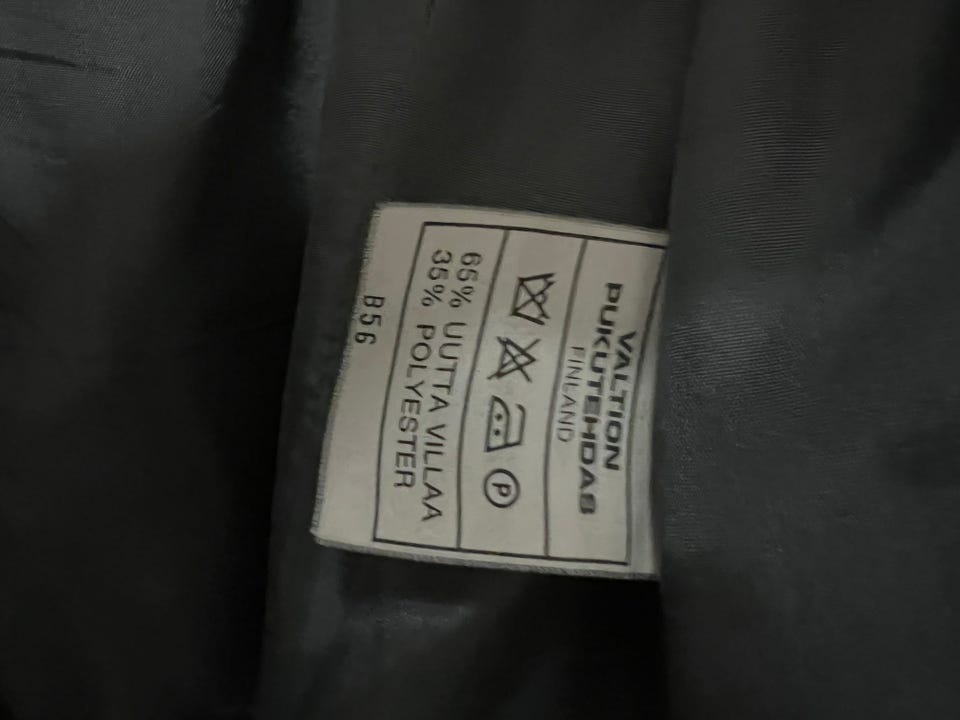 VALTION
PUKUTEHDAS
FINLAND
P
65% UUTTA VILLAA
35% POLYESTER
B56